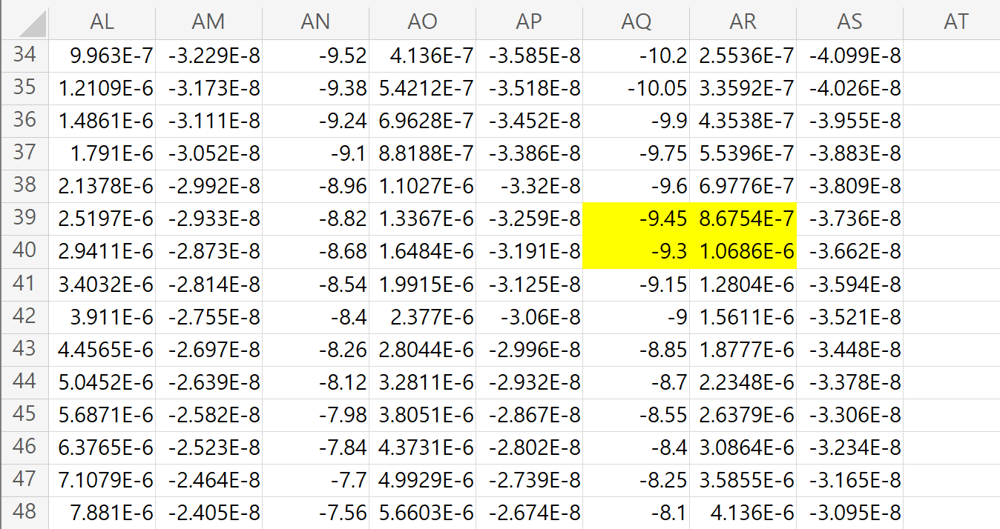 AL AM AN AO AP AQ AR AS AT
34 9.963E-7 -3.229E-8 -9.52 4.136E-7 -3.585E-8 -10.2 2.5536E-7 -4.099E-8
35 1.2109E-6 -3.173E-8 -9.38 5.4212E-7 -3.518E-8 -10.05 3.3592E-7 -4.026E-8
36 1.4861E-6 -3.111E-8 -9.24 6.9628E-7 -3.452E-8 -9.9 4.3538E-7 -3.955E-8
37 1.791E-6 -3.052E-8 -9.1 8.8188E-7 -3.386E-8 -9.75 5.5396E-7 -3.883E-8
38 2.1378E-6 -2.992E-8 -8.96 1.1027E-6 -3.32E-8 -9.6 6.9776E-7 -3.809E-8
39 2.5197E-6 -2.933E-8 -8.82 1.3367E-6 -3.259E-8 -9.45 8.6754E-7 -3.736E-8
40 2.9411E-6 -2.873E-8 -8.68 1.6484E-6 -3.191E-8 -9.3 1.0686E-6 -3.662E-8
41 3.4032E-6 -2.814E-8 -8.54 1.9915E-6 -3.125E-8 -9.15 1.2804E-6 -3.594E-8
42 3.911E-6 -2.755E-8 -8.4 2.377E-6 -3.06E-8 -9 1.5611E-6 -3.521E-8
43 4.4565E-6 -2.697E-8 -8.26 2.8044E-6 -2.996E-8 -8.85 1.8777E-6 -3.448E-8
44 5.0452E-6 -2.639E-8 -8.12 3.2811E-6 -2.932E-8 -8.7 2.2348E-6 -3.378E-8
45 5.6871E-6 -2.582E-8 -7.98 3.8051E-6 -2.867E-8 -8.55 2.6379E-6 -3.306E-8
46 6.3765E-6 -2.523E-8 -7.84 4.3731E-6 -2.802E-8 -8.4 3.0864E-6 -3.234E-8
47 7.1079E-6 -2.464E-8 -7.7 4.9929E-6 -2.739E-8 -8.25 3.5855E-6 -3.165E-8
48 7.881E-6 -2.405E-8 -7.56 5.6603E-6 -2.674E-8 -8.1 4.136E-6 -3.095E-8